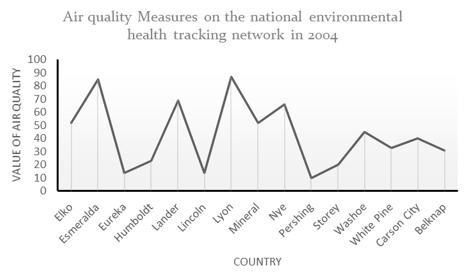 Air quality Measures on the national environmental
health tracking network in 2004
VALUE OF AIR QUALITY
100
90
80
70
60
50
40
30
20
10
0
Elko
Esmeralda
Eureka
Humboldt
Lander
Lincoln
Lyon
Mineral
Nye
Pershing
Storey
Washoe
White Pine
Carson City
Belknap
COUNTRY